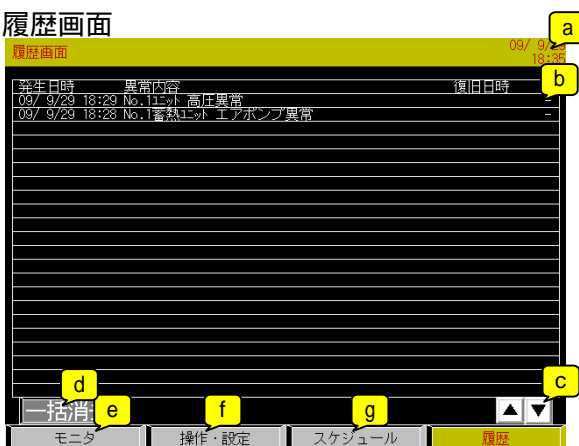 履歴画面
a
履歴画面 09/ 9/29
18:35
b
発生日時 異常内容 復旧日時
09/ 9/29 18:29 No.1ﾕﾆｯﾄ 高圧異常 -
09/ 9/29 18:28 No.1蓄熱ﾕﾆｯﾄ エアポンプ異常 -
d c
一括消 ▲ ▼
e f g
モニタ 操作・設定 スケジュール 履歴